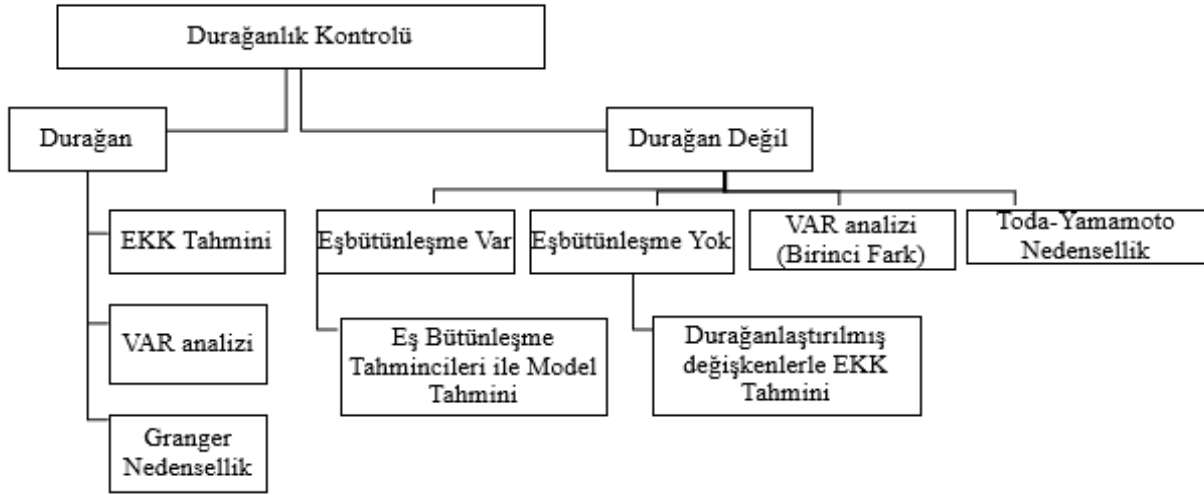 Durağanlık Kontrolü
Durağan
Durağan Değil
EKK Tahmini
VAR analizi
Granger
Nedensellik
Eşbütünleşme Var
Eş Bütünleşme
Tahmincileri ile Model
Tahmini
Eşbütünleşme Yok
Durağanlaştırılmış
değişkenlerle EKK
Tahmini
VAR analizi
(Birinci Fark)
Toda-Yamamoto
Nedensellik